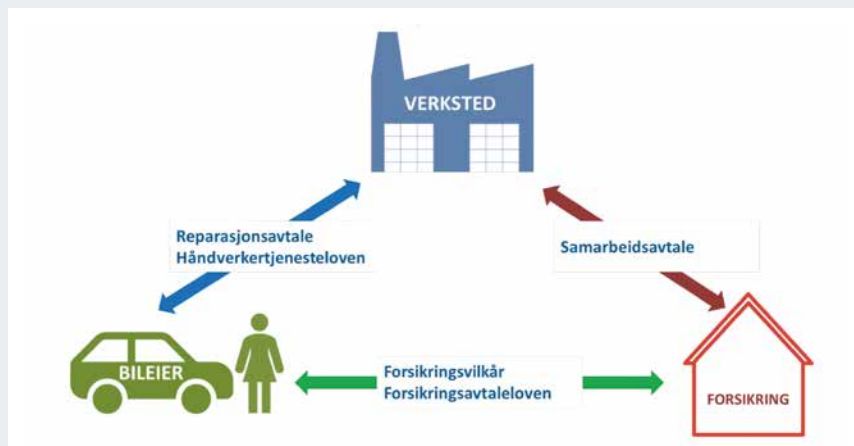 VERKSTED
Reparasjonsavtale
Håndverkertjenesteloven
Samarbeidsavtale
BILEIER
Forsikringsvilkår
Forsikringsavtaleloven
FORSIKRING